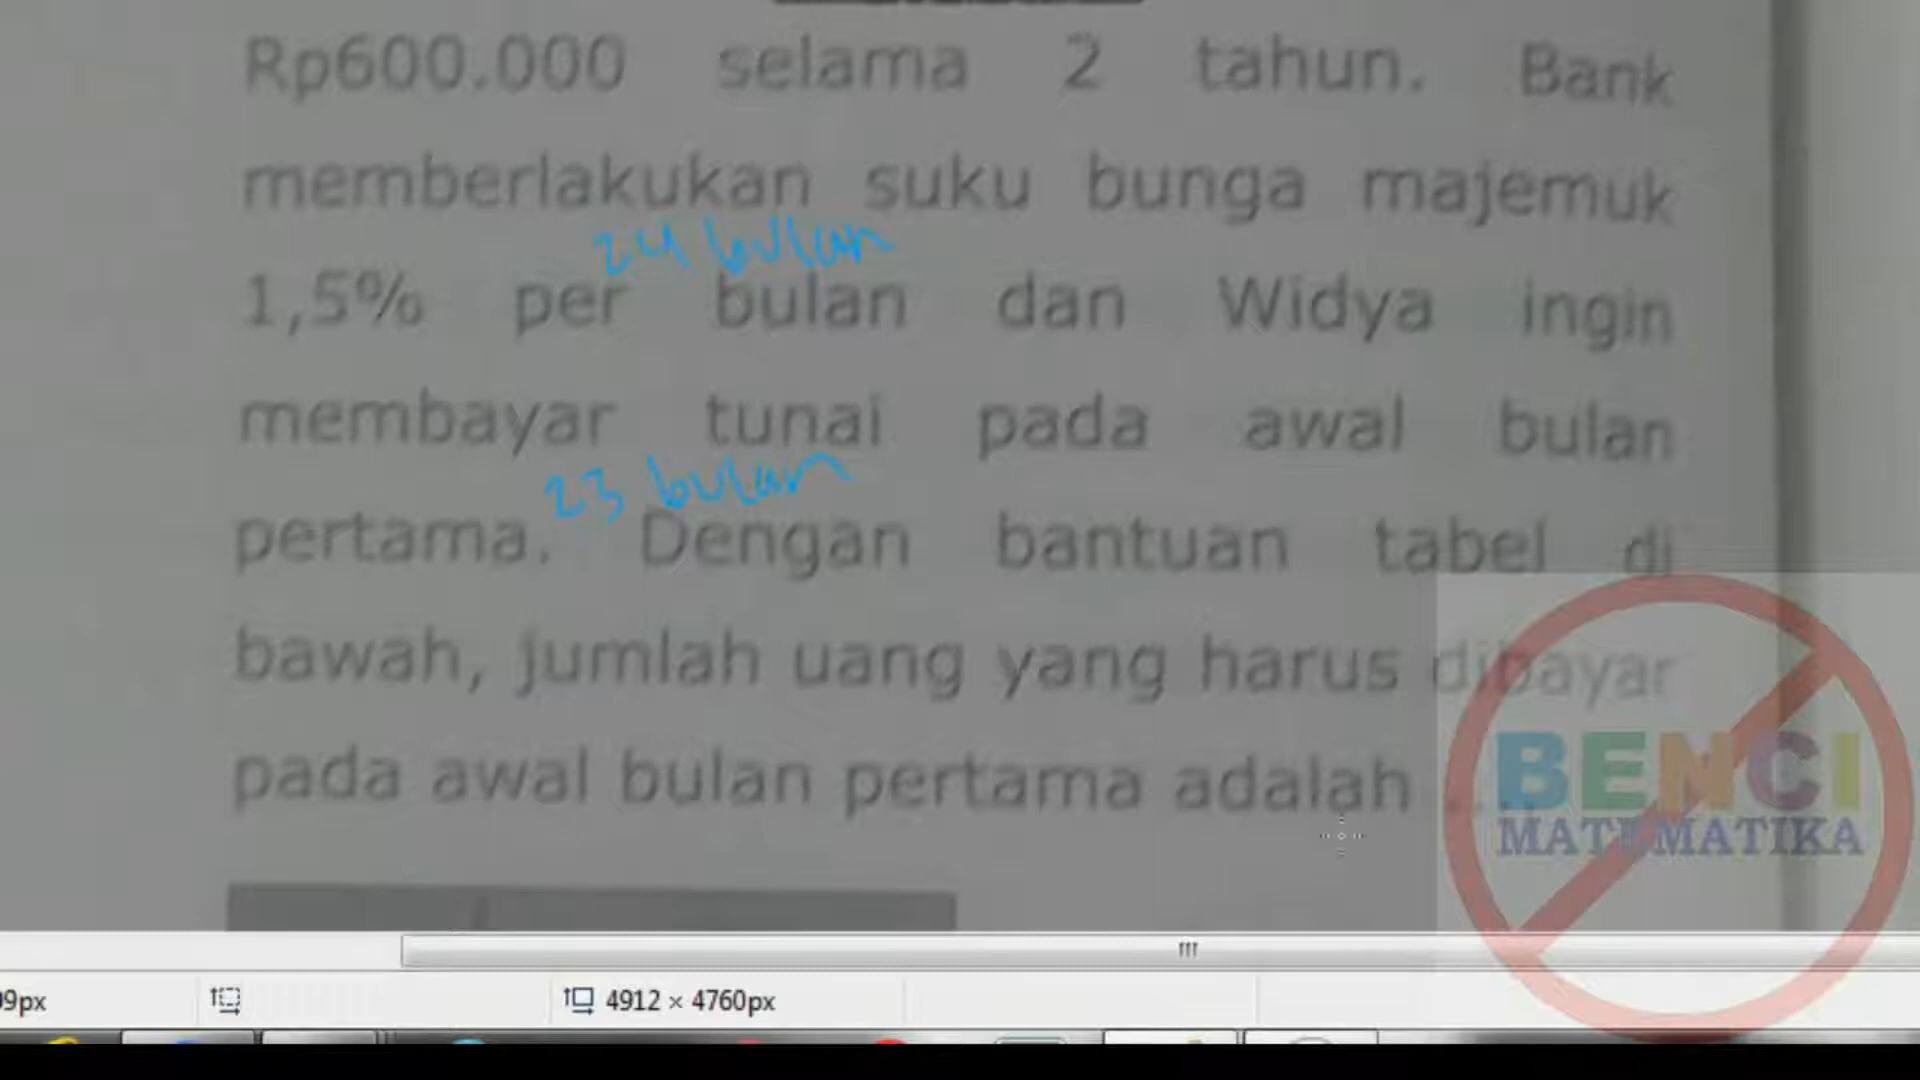 Rp600.000 selama 2 tahun. Bank
memberlakukan suku bunga majemuk
24 bulan
1,5% per bulan dan Widya ingin
membayar tunai pada awal bulan
23 bulan
pertama. Dengan bantuan tabel di
bawah, jumlah uang yang harus dibayar
pada awal bulan pertama adalah ....
BENCI
MATEMATIKA
9px
4912 × 4760px